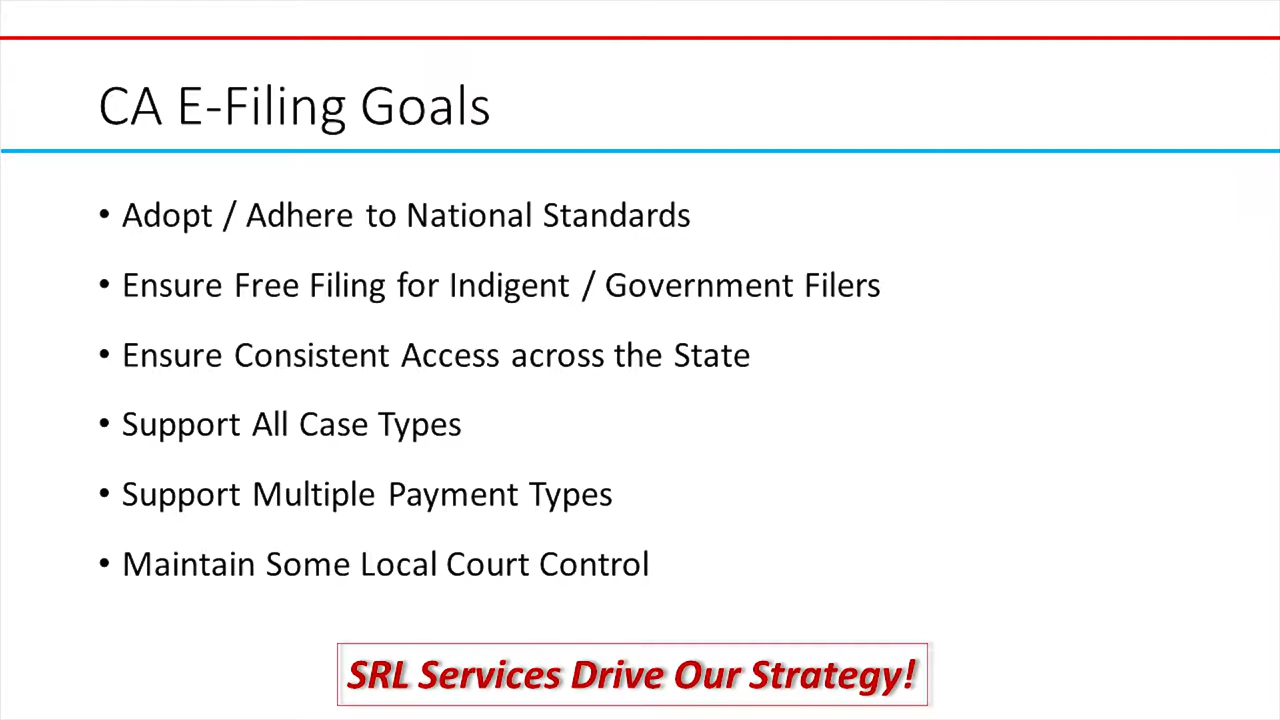 CA E-Filing Goals
• Adopt / Adhere to National Standards
• Ensure Free Filing for Indigent / Government Filers
• Ensure Consistent Access across the State
• Support All Case Types
• Support Multiple Payment Types
• Maintain Some Local Court Control
SRL Services Drive Our Strategy!